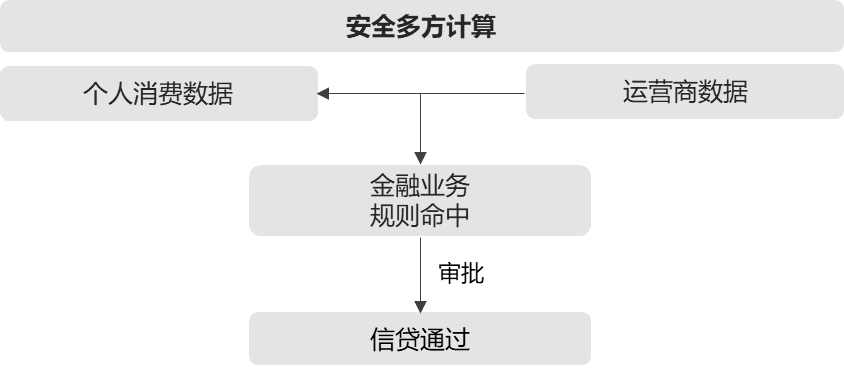 安全多方计算
个人消费数据
运营商数据
金融业务
规则命中
审批
信贷通过